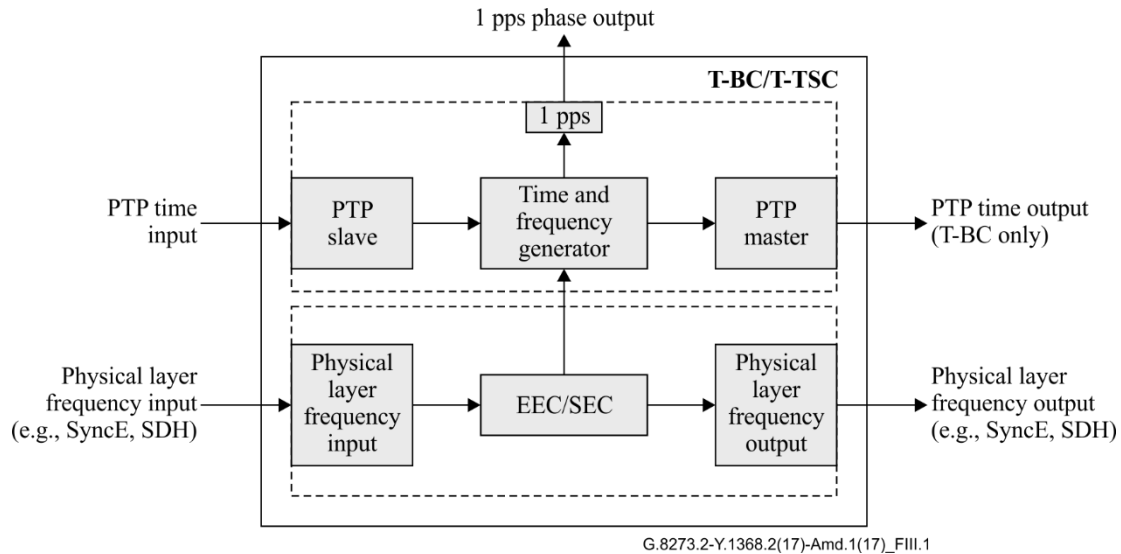 1 pps phase output
T-BC/T-TSC
1 pps
PTP time
input
PTP
slave
Time and
frequency
generator
PTP
master
PTP time output
(T-BC only)
Physical layer
frequency input
(e.g., SyncE, SDH)
Physical
layer
frequency
input
EEC/SEC
Physical
layer
frequency
output
Physical layer
frequency output
(e.g., SyncE, SDH)
G.8273.2-Y.1368.2(17)-Amd.1(17)_FIII.1